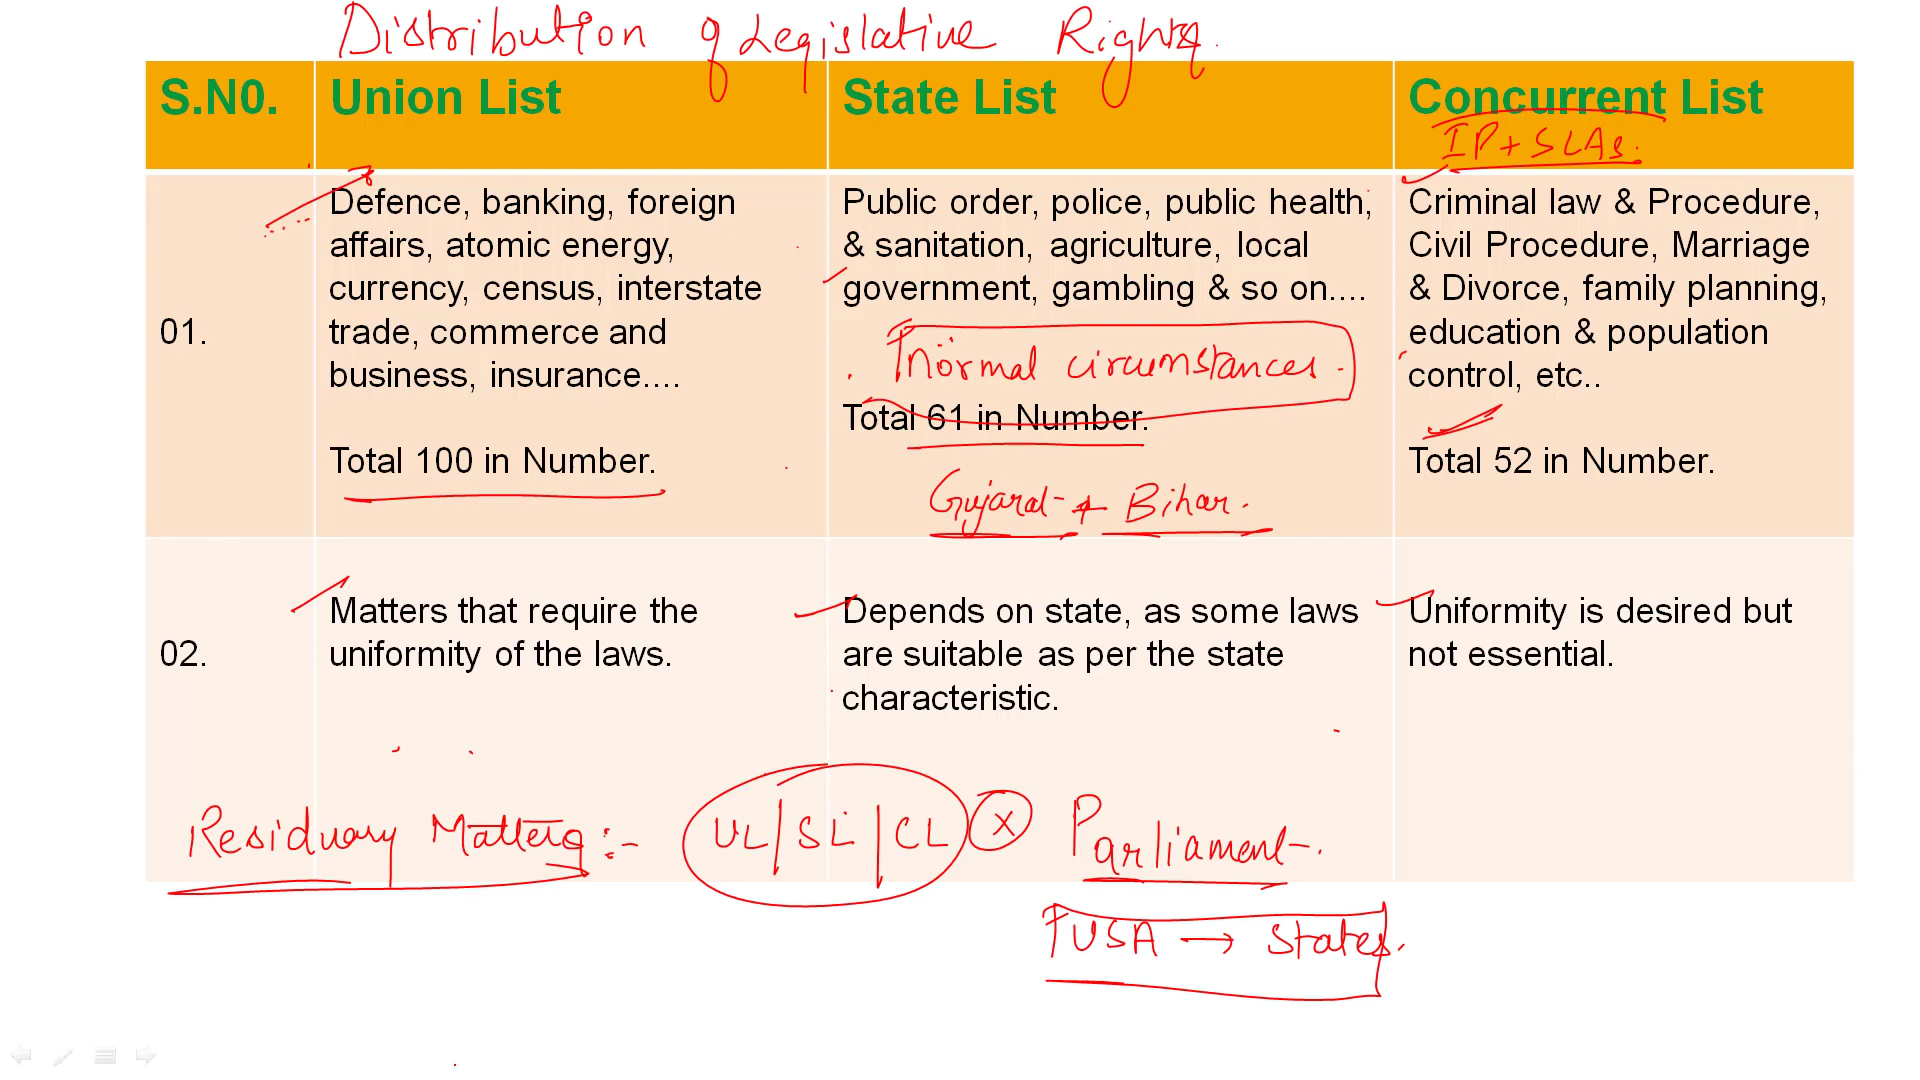 Distribution of Legislative Rights.
S.N0. Union List State List Concurrent List
IP + SLAs.
01.
Defence, banking, foreign
affairs, atomic energy,
currency, census, interstate
trade, commerce and
business, insurance....
Total 100 in Number.
Public order, police, public health,
& sanitation, agriculture, local
government, gambling & so on....
normal circumstances.
Total 61 in Number.
Gujarat + Bihar.
Criminal law & Procedure,
Civil Procedure, Marriage
& Divorce, family planning,
education & population
control, etc..
Total 52 in Number.
02.
Matters that require the
uniformity of the laws.
Depends on state, as some laws
are suitable as per the state
characteristic.
Uniformity is desired but
not essential.
Residuary Matters :- UL/SL/CL X Parliament.
USA → States.